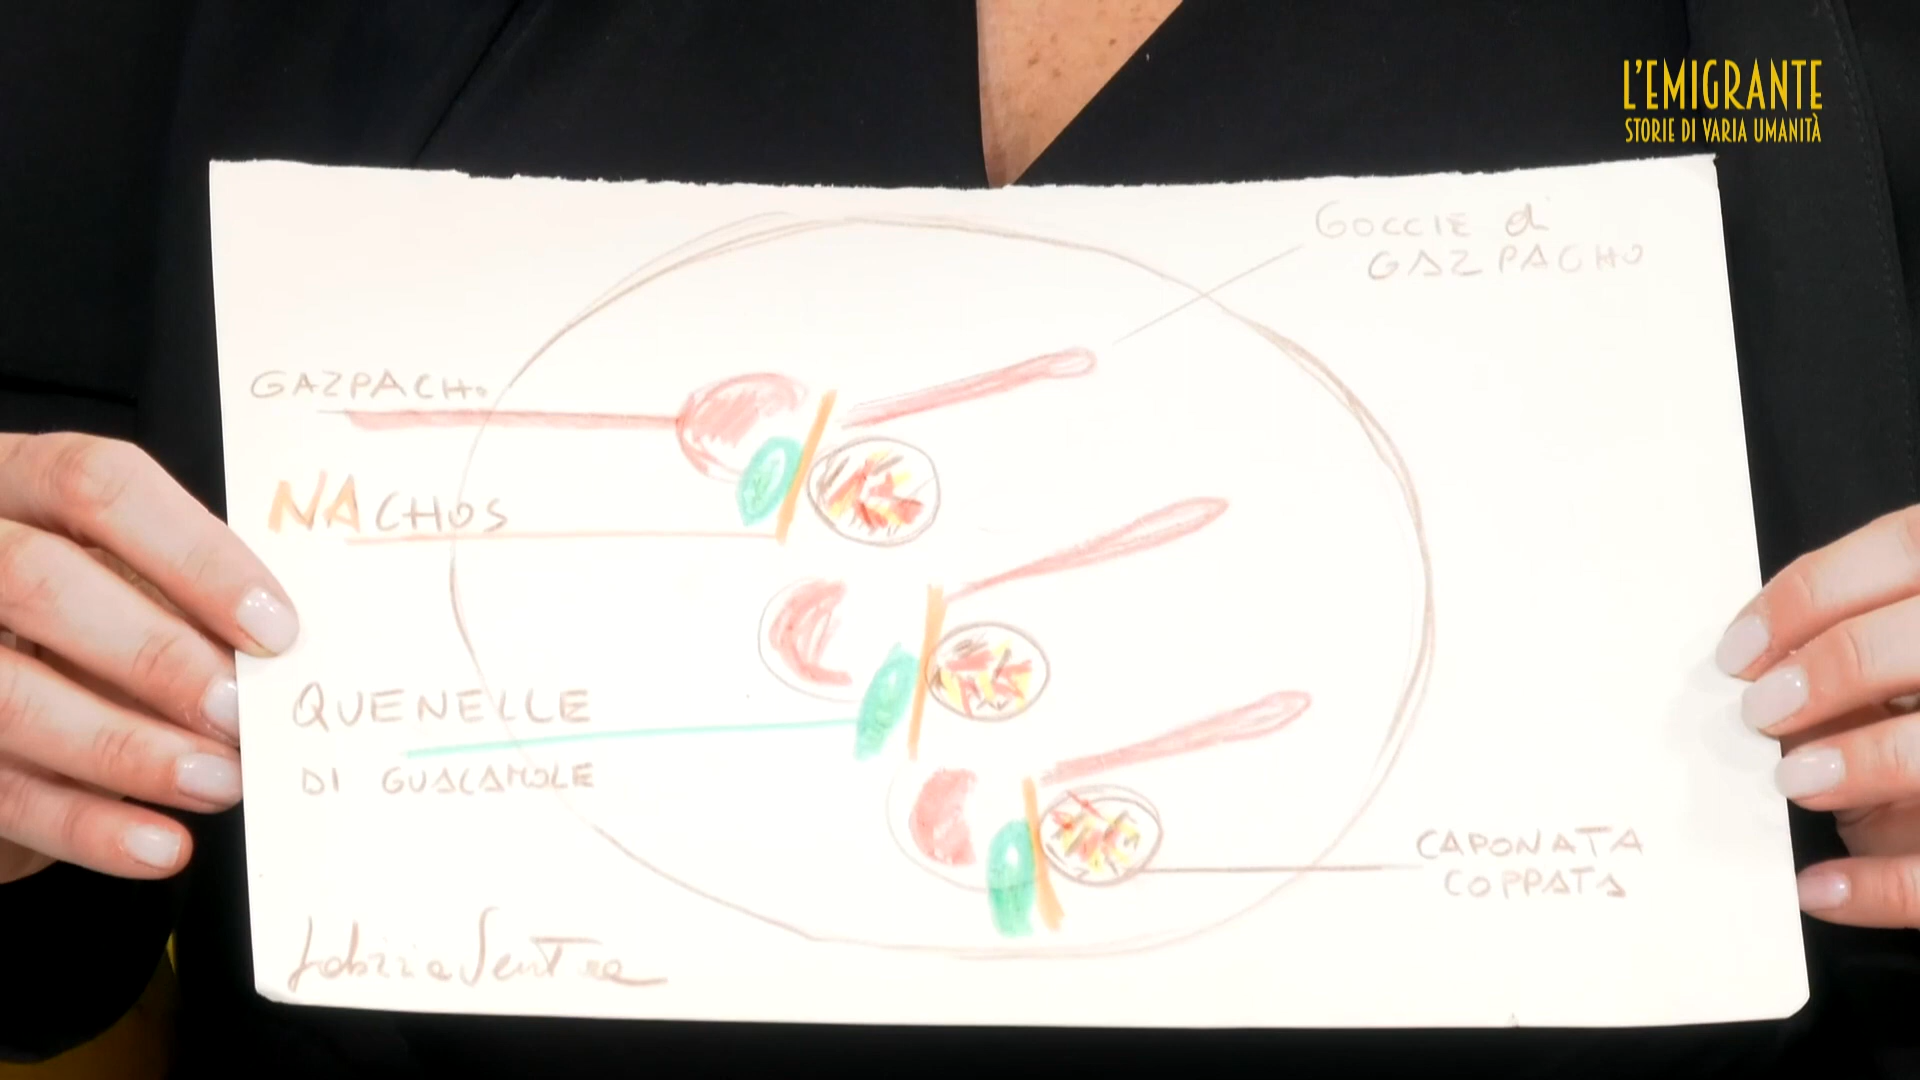 L'EMIGRANTE
STORIE DI VARIA UMANITÀ
GOCCIE di
GAZPACHO
GAZPACHO
NACHOS
QUENELLE
DI GUACAMOLE
CAPONATA
COPPATA